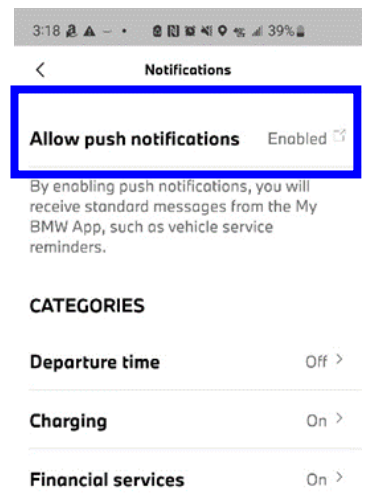 3:18 39%
Notifications
Allow push notifications Enabled
By enabling push notifications, you will
receive standard messages from the My
BMW App, such as vehicle service
reminders.
CATEGORIES
Departure time Off
Charging On
Financial services On